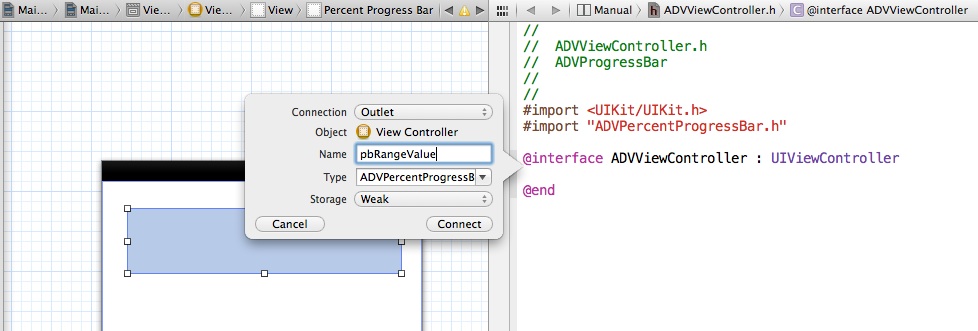 Mai... Mai... Vie... Vie... View Percent Progress Bar
Manual ADVViewController.h C @interface ADVViewController
//
//  ADVViewController.h
//  ADVProgressBar
//
//
#import <UIKit/UIKit.h>
#import "ADVPercentProgressBar.h"
@interface ADVViewController : UIViewController
@end
Connection Outlet
Object View Controller
Name pbRangeValue
Type ADVPercentProgressB
Storage Weak
Cancel Connect